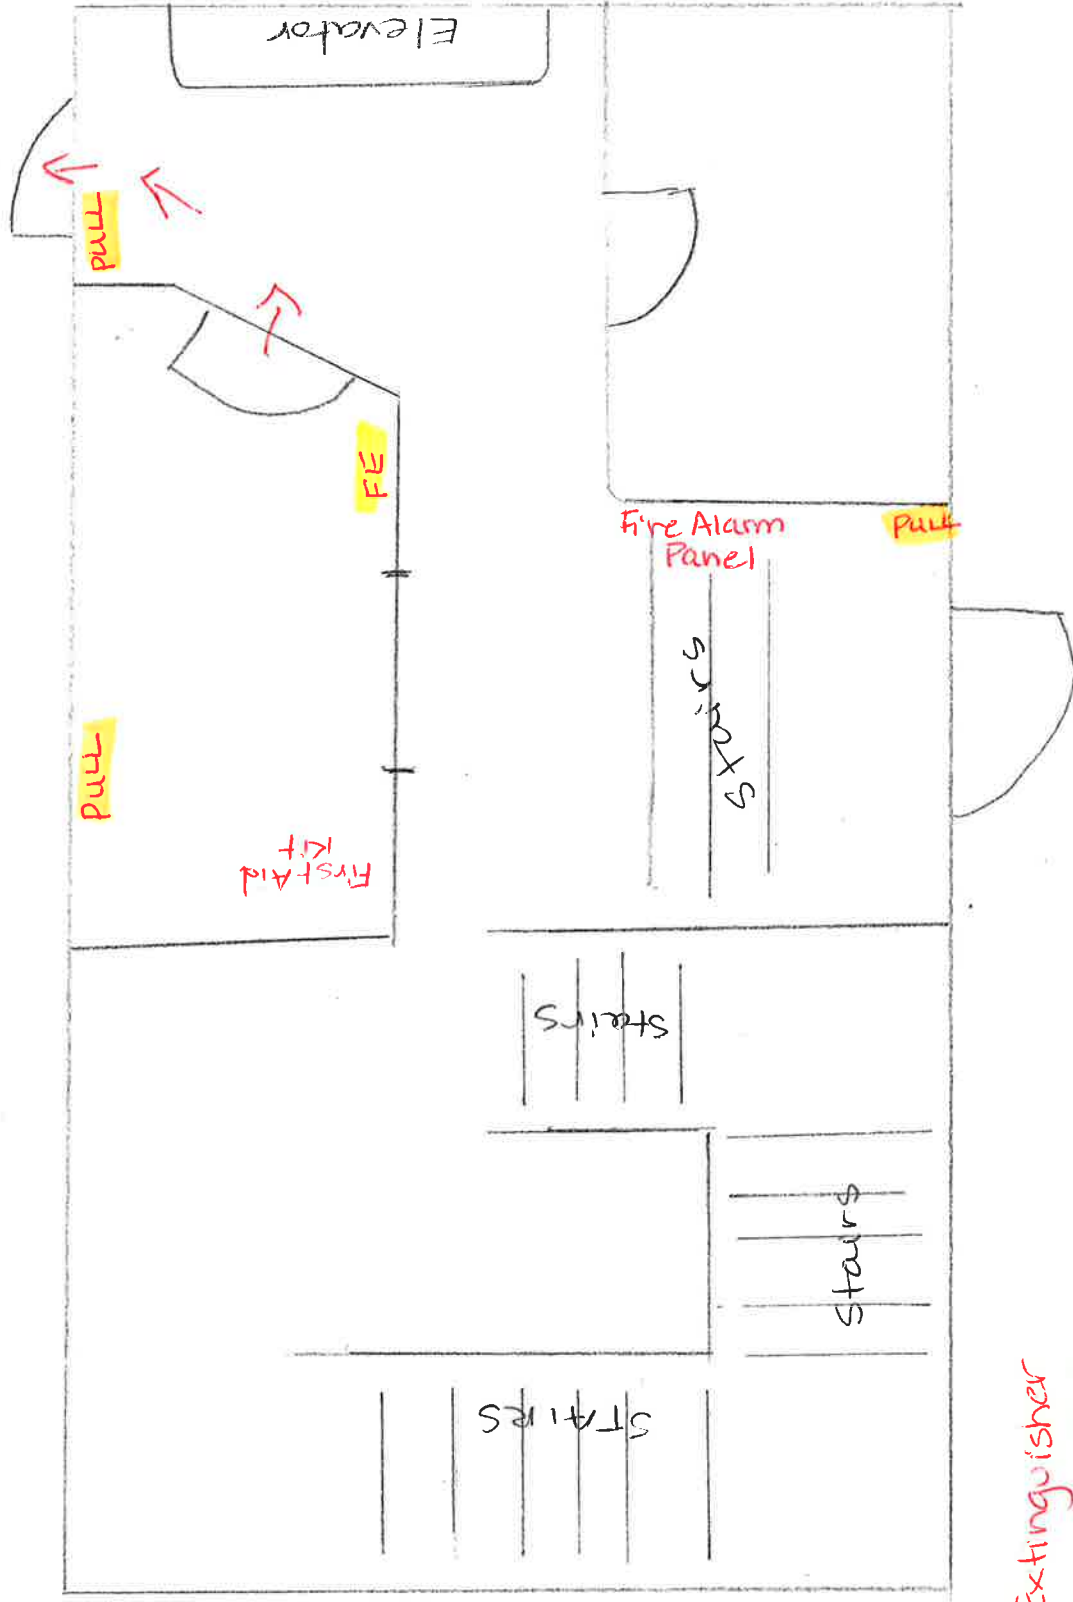 Elevator
PULL
FE
Fire Alarm
Panel
PULL
Stairs
PULL
First Aid
Kit
Stairs
Stairs
STAIRS
Extinguisher